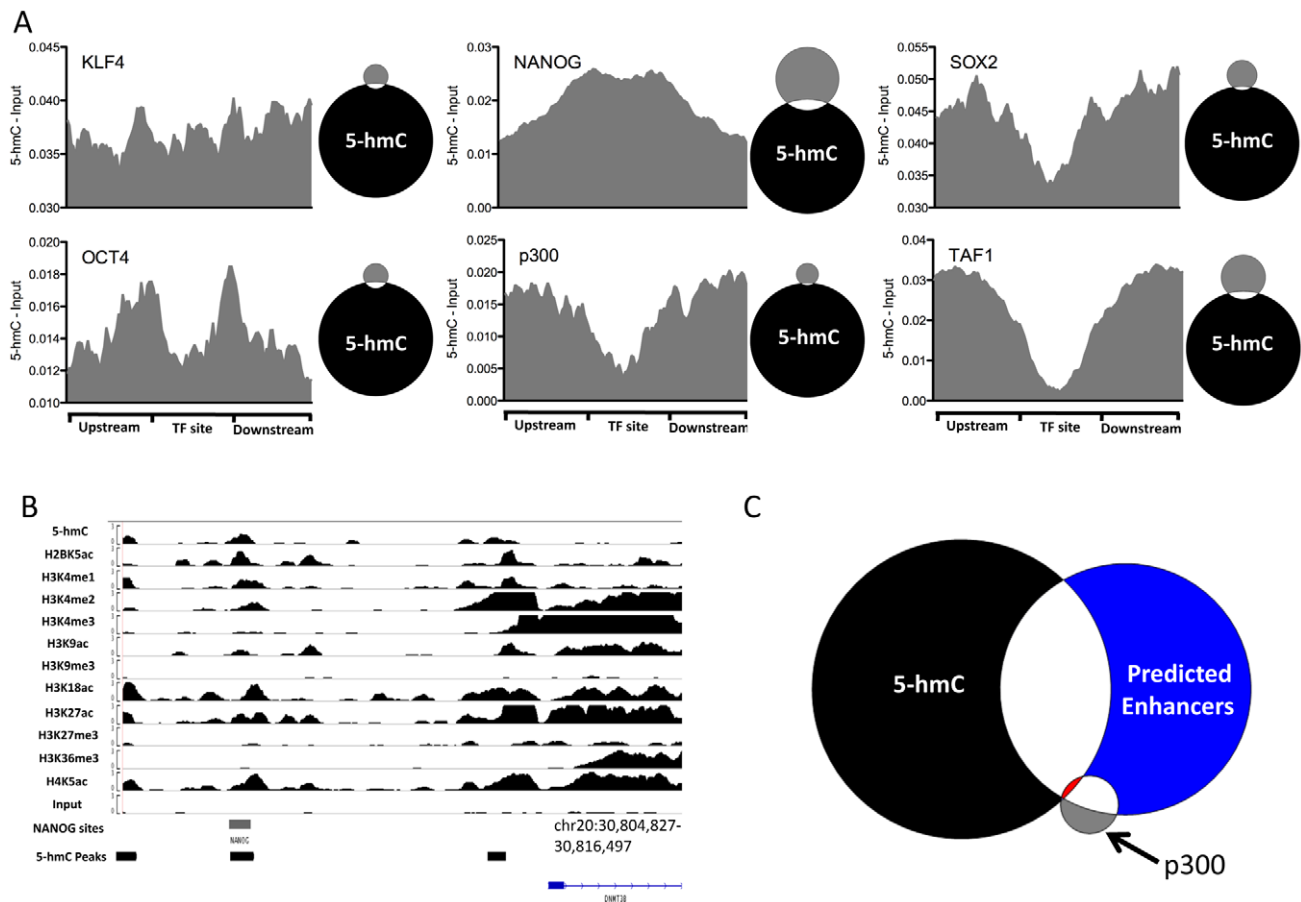 A
KLF4
5-hmC - Input
0.045
0.040
0.035
0.030
5-hmC
NANOG
5-hmC - Input
0.03
0.02
0.01
0.00
5-hmC
SOX2
5-hmC - Input
0.055
0.050
0.045
0.040
0.035
0.030
5-hmC
OCT4
5-hmC - Input
0.020
0.018
0.016
0.014
0.012
0.010
5-hmC
Upstream TF site Downstream
p300
5-hmC - Input
0.025
0.020
0.015
0.010
0.005
0.000
5-hmC
Upstream TF site Downstream
TAF1
5-hmC - Input
0.04
0.03
0.02
0.01
0.00
5-hmC
Upstream TF site Downstream
B
5-hmC
H2BK5ac
H3K4me1
H3K4me2
H3K4me3
H3K9ac
H3K9me3
H3K18ac
H3K27ac
H3K27me3
H3K36me3
H4K5ac
Input
NANOG sites
NANOG
chr20:30,804,827-
30,816,497
5-hmC Peaks
DNMT3B
C
5-hmC
Predicted
Enhancers
p300